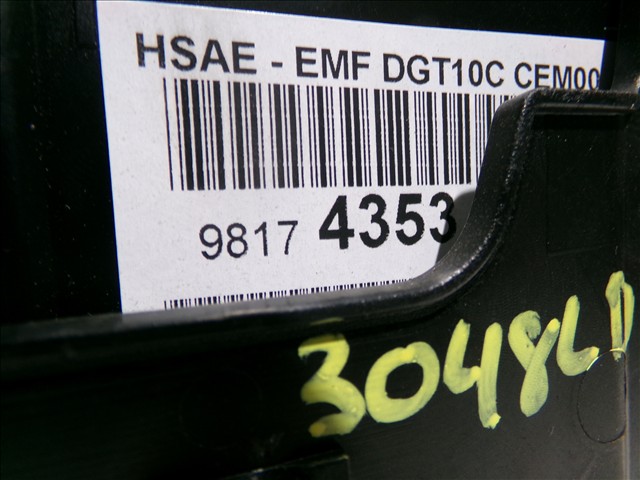 HSAE - EMF DGT10C CEM00
9817 4353
3048LD